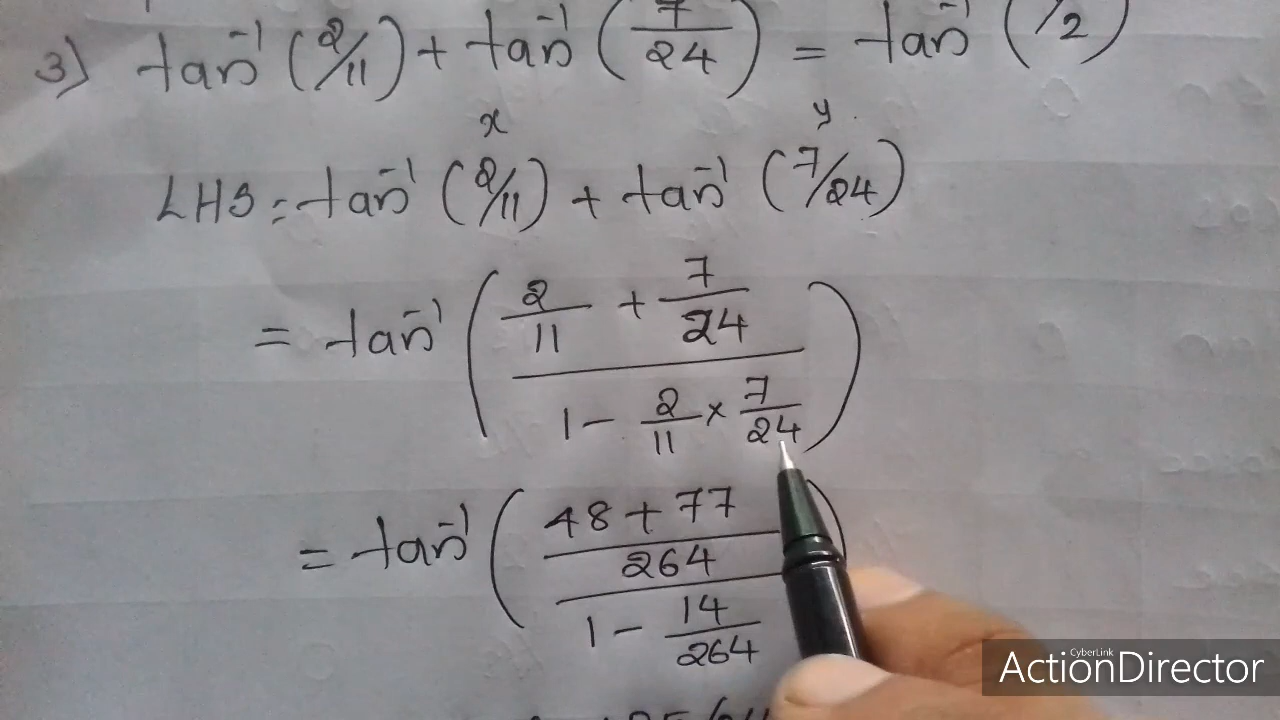 3) tan⁻¹ (2/11) + tan⁻¹ (7/24) = tan⁻¹ (1/2)
x y
LHS = tan⁻¹ (2/11) + tan⁻¹ (7/24)
= tan⁻¹ ( (2/11 + 7/24) / (1 - 2/11 × 7/24) )
= tan⁻¹ ( ((48 + 77)/264) / (1 - 14/264) )
CyberLink
ActionDirector